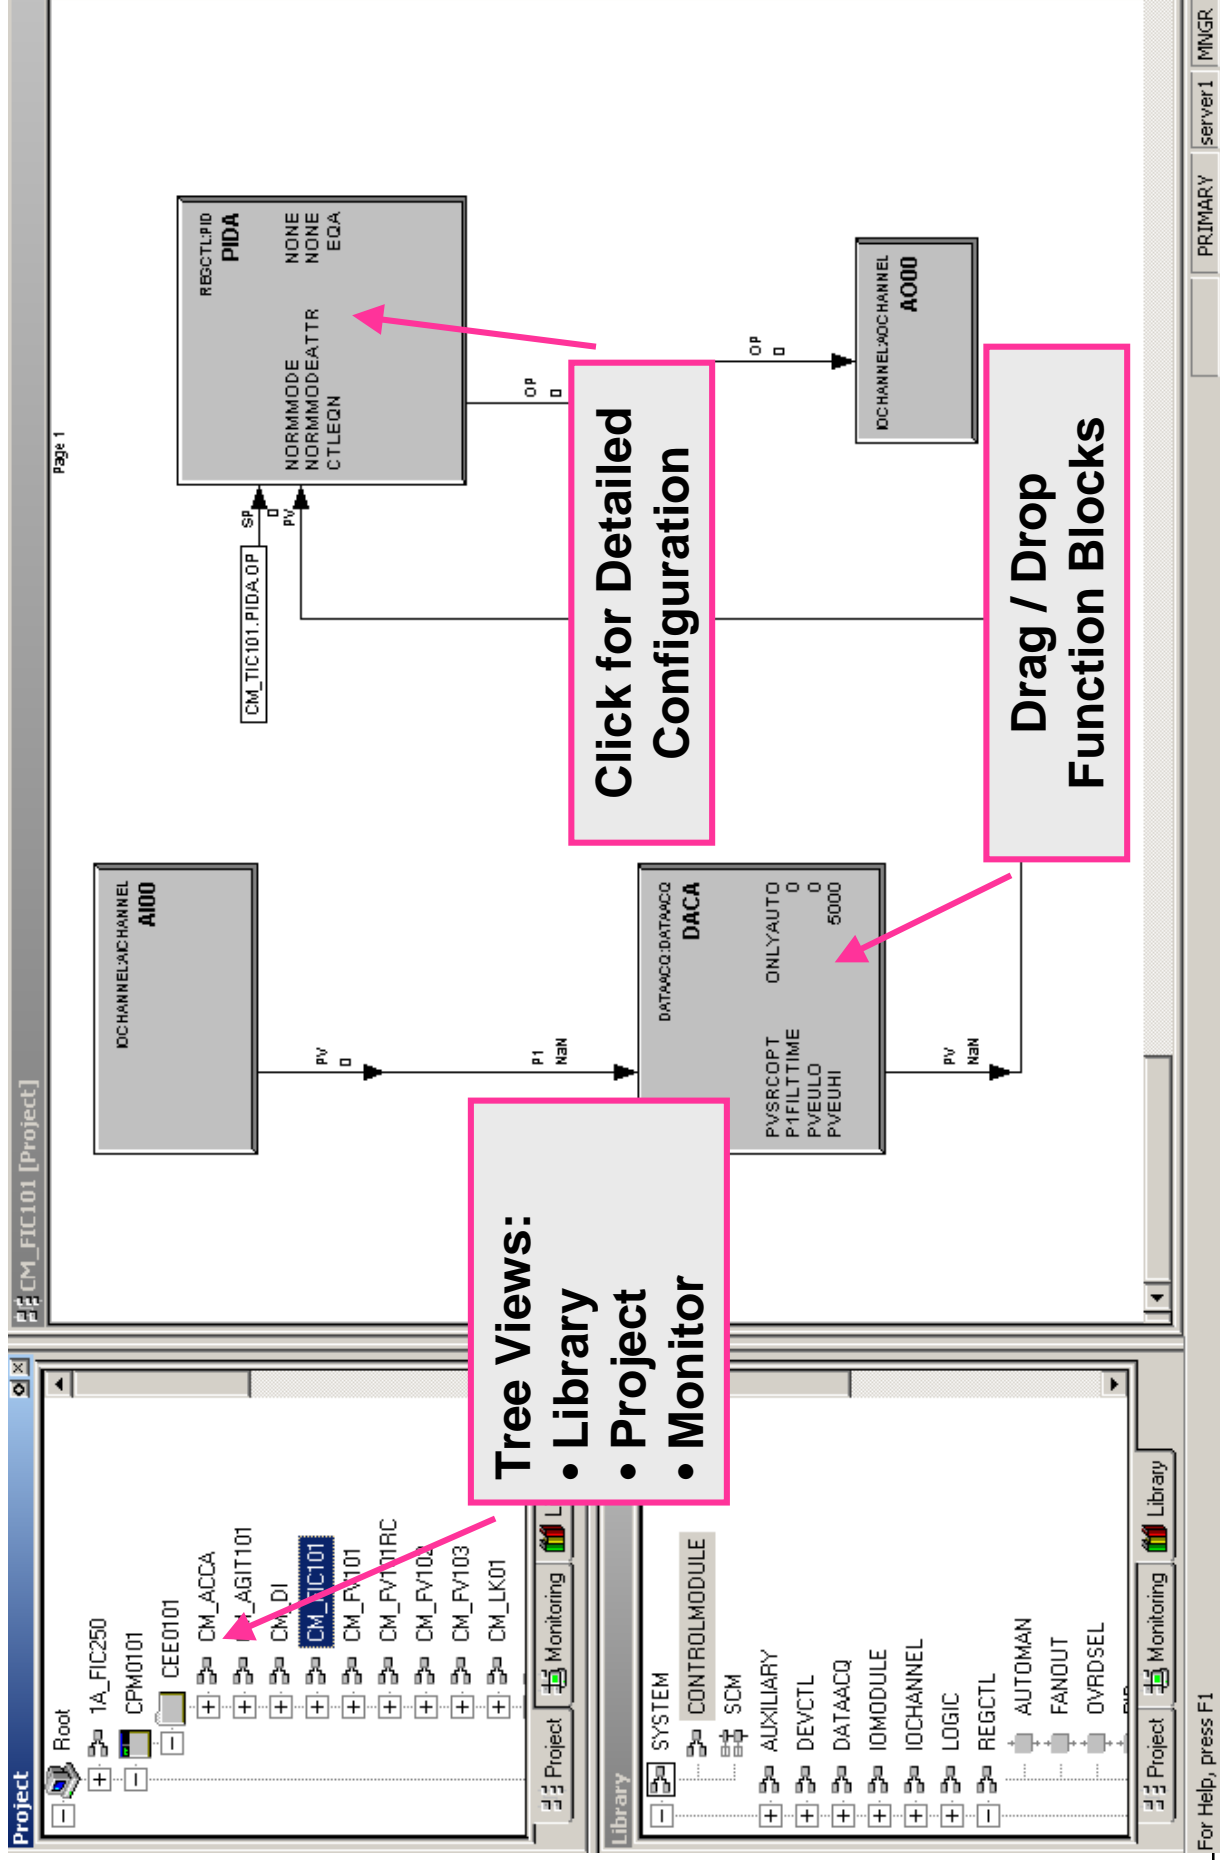 Project
Root
1A_FIC250
CPM0101
CEE0101
CM_ACCA
CM_AGIT101
CM_DI
CM_FIC101
CM_FV101
CM_FV101RC
CM_FV102
CM_FV103
CM_LK01
Project
Monitoring
Library
SYSTEM
CONTROLMODULE
SCM
AUXILIARY
DEVCTL
DATAACQ
IOMODULE
IOCHANNEL
LOGIC
REGCTL
AUTOMAN
FANOUT
OVRDSEL
Project
Monitoring
Library
Tree Views:
• Library
• Project
• Monitor
CM_FIC101 [Project]
Page 1
IOCHANNEL:AICHANNEL
AI00
PV
P1
NaN
DATAACQ:DATAACQ
DACA
PVSRCOPT ONLYAUTO
P1FILTTIME 0
PVEULO 0
PVEUHI 5000
PV
NaN
CM_TIC101.PIDA.OP
SP
PV
REGCTL:PID
PIDA
NORMMODE NONE
NORMMODEATTR NONE
CTLEQN EQA
OP
Click for Detailed
Configuration
OP
IOCHANNEL:AOCHANNEL
AO00
Drag / Drop
Function Blocks
For Help, press F1
PRIMARY
server1
MNGR